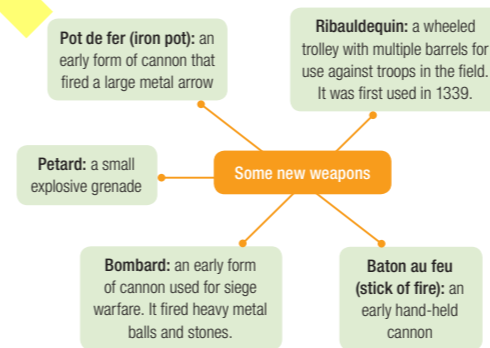 Pot de fer (iron pot): an
early form of cannon that
fired a large metal arrow
Ribauldequin: a wheeled
trolley with multiple barrels for
use against troops in the field.
It was first used in 1339.
Petard: a small
explosive grenade
Some new weapons
Bombard: an early form
of cannon used for siege
warfare. It fired heavy metal
balls and stones.
Baton au feu
(stick of fire): an
early hand-held
cannon